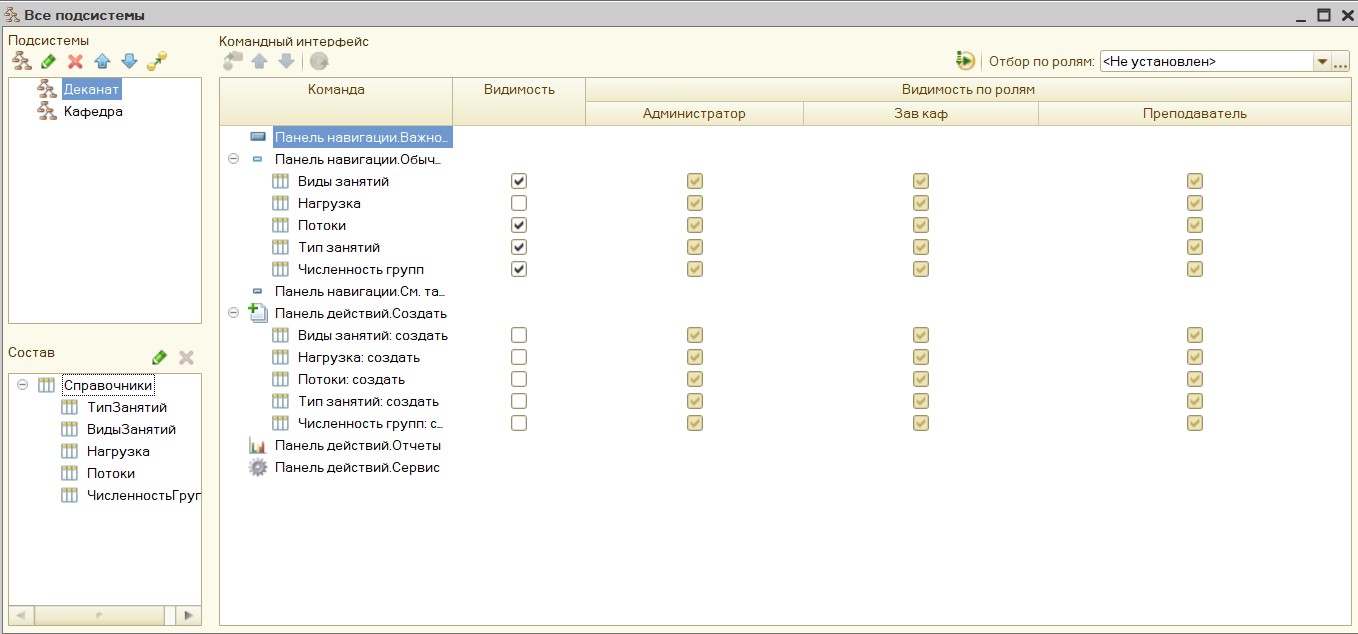 Все подсистемы
Подсистемы
Деканат
Кафедра
Состав
Справочники
ТипЗанятий
ВидыЗанятий
Нагрузка
Потоки
ЧисленностьГруп
Командный интерфейс
Отбор по ролям: <Не установлен>
Команда Видимость Видимость по ролям
Администратор Зав каф Преподаватель
Панель навигации.Важно...
Панель навигации.Обыч...
Виды занятий
Нагрузка
Потоки
Тип занятий
Численность групп
Панель навигации.См. та...
Панель действий.Создать
Виды занятий: создать
Нагрузка: создать
Потоки: создать
Тип занятий: создать
Численность групп: с...
Панель действий.Отчеты
Панель действий.Сервис